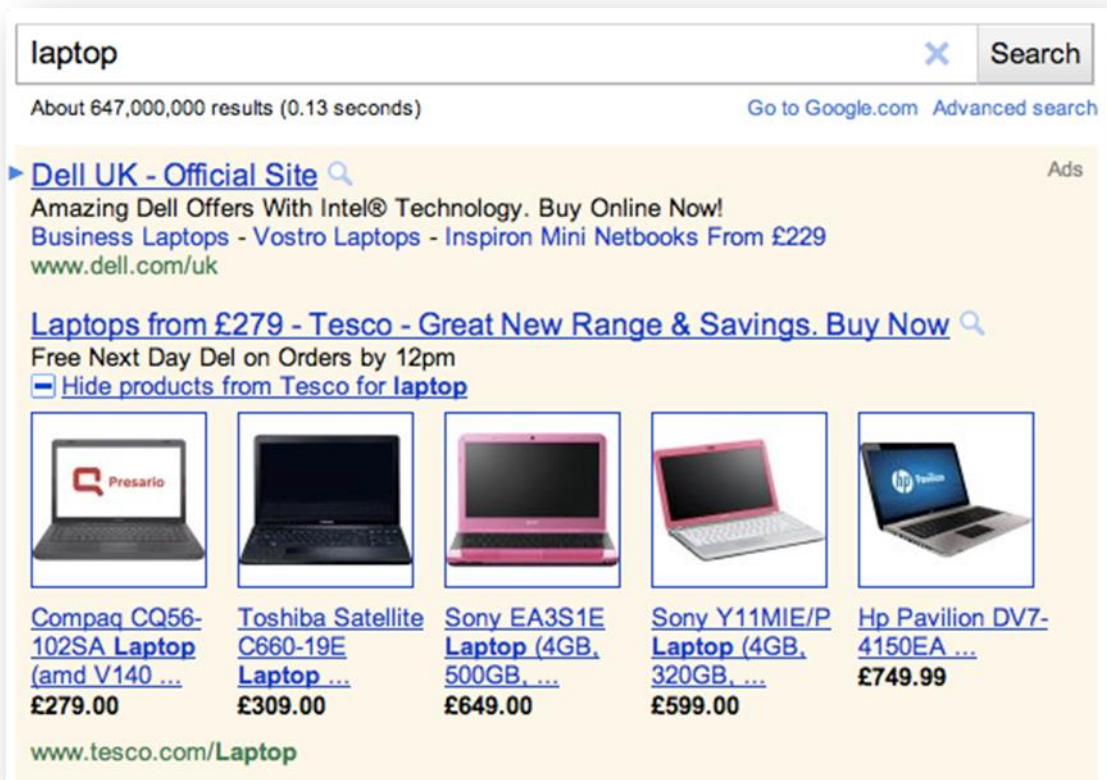 laptop
Search
About 647,000,000 results (0.13 seconds)
Go to Google.com Advanced search
Dell UK - Official Site
Ads
Amazing Dell Offers With Intel® Technology. Buy Online Now!
Business Laptops - Vostro Laptops - Inspiron Mini Netbooks From £229
www.dell.com/uk
Laptops from £279 - Tesco - Great New Range & Savings. Buy Now
Free Next Day Del on Orders by 12pm
Hide products from Tesco for laptop
Presario
hp Pavilion
Compaq CQ56-
102SA Laptop
(amd V140 ...
£279.00
Toshiba Satellite
C660-19E
Laptop ...
£309.00
Sony EA3S1E
Laptop (4GB,
500GB, ...
£649.00
Sony Y11MIE/P
Laptop (4GB,
320GB, ...
£599.00
Hp Pavilion DV7-
4150EA ...
£749.99
www.tesco.com/Laptop